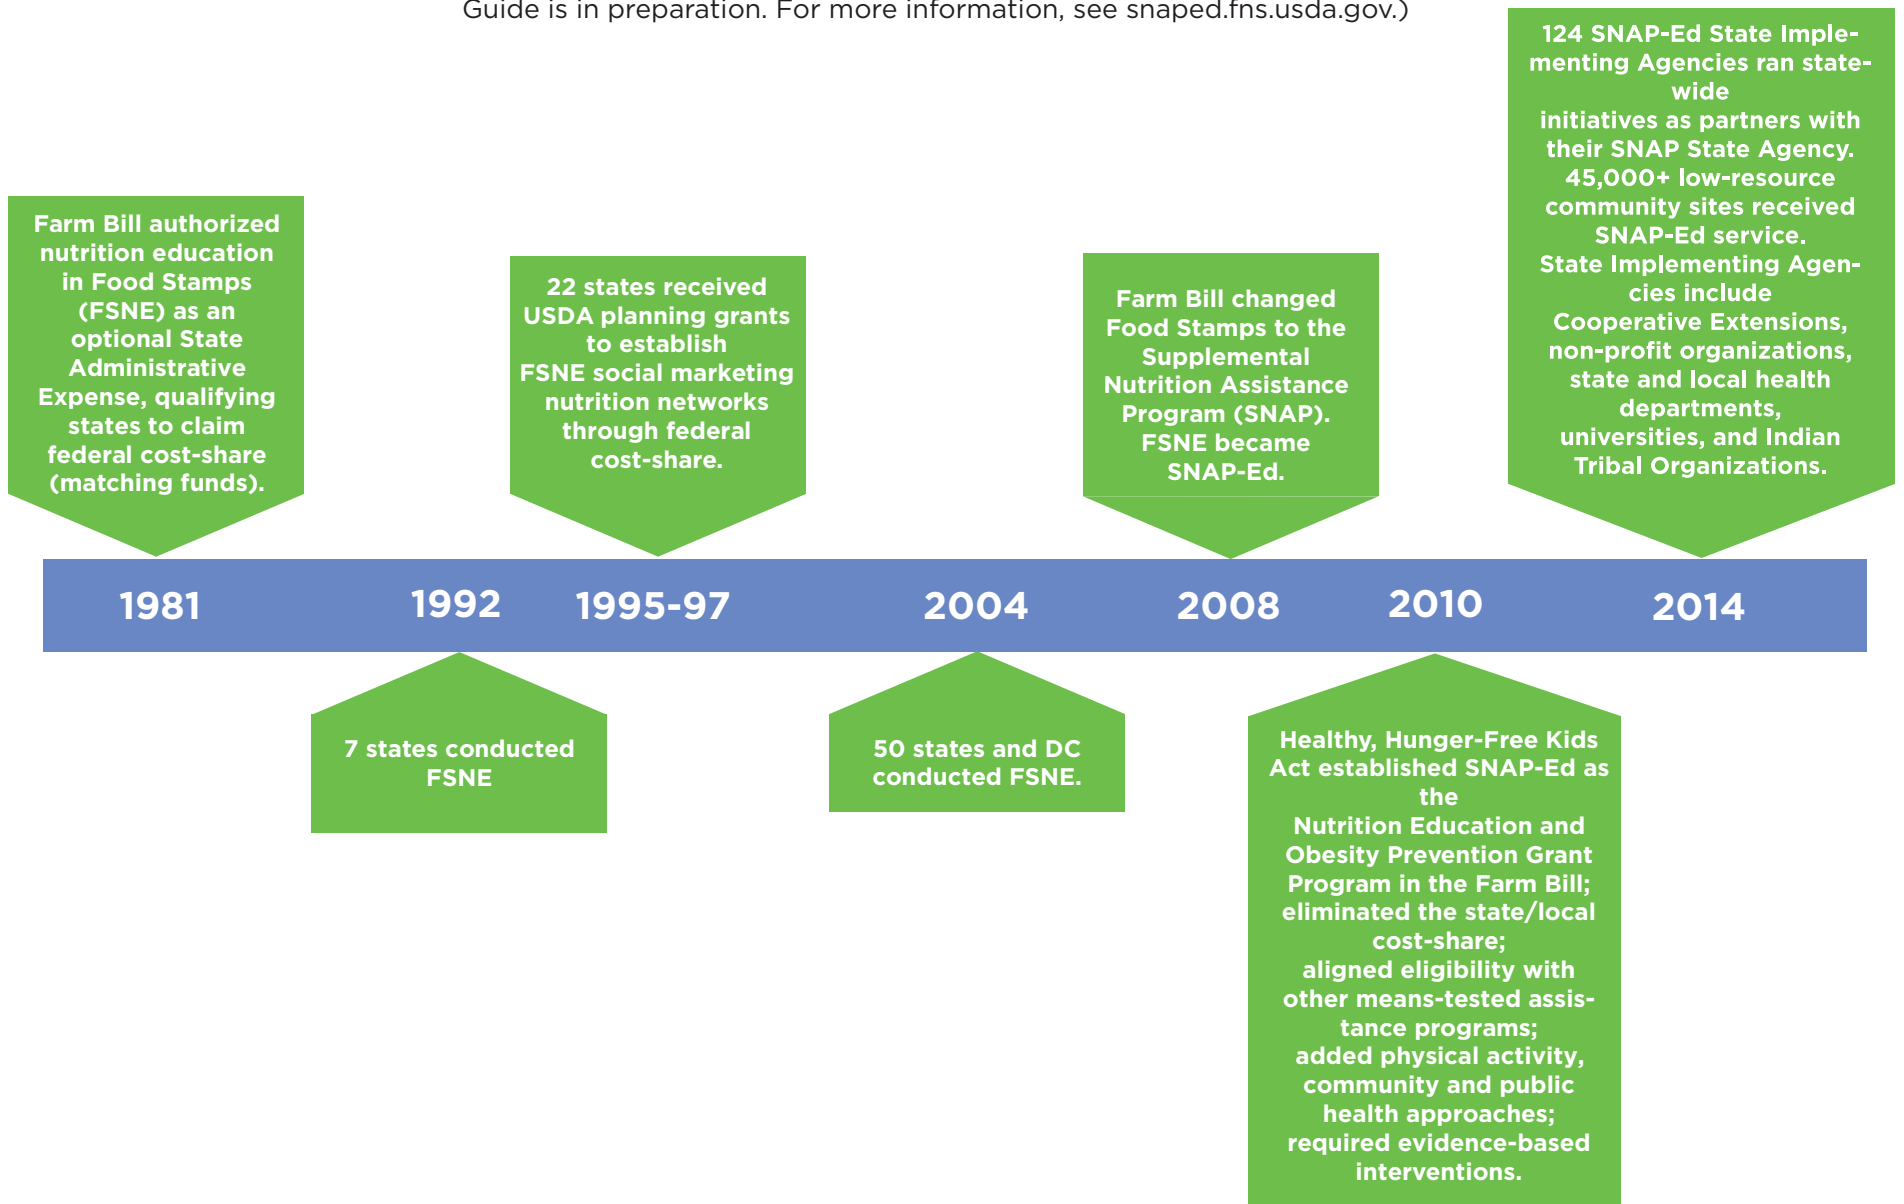 Guide is in preparation. For more information, see snaped.fns.usda.gov.)
124 SNAP-Ed State Imple-
menting Agencies ran state-
wide
initiatives as partners with
their SNAP State Agency.
45,000+ low-resource
community sites received
SNAP-Ed service.
State Implementing Agen-
cies include
Cooperative Extensions,
non-profit organizations,
state and local health
departments,
universities, and Indian
Tribal Organizations.
Farm Bill authorized
nutrition education
in Food Stamps
(FSNE) as an
optional State
Administrative
Expense, qualifying
states to claim
federal cost-share
(matching funds).
22 states received
USDA planning grants
to establish
FSNE social marketing
nutrition networks
through federal
cost-share.
Farm Bill changed
Food Stamps to the
Supplemental
Nutrition Assistance
Program (SNAP).
FSNE became
SNAP-Ed.
1981
1992
1995-97
2004
2008
2010
2014
7 states conducted
FSNE
50 states and DC
conducted FSNE.
Healthy, Hunger-Free Kids
Act established SNAP-Ed as
the
Nutrition Education and
Obesity Prevention Grant
Program in the Farm Bill;
eliminated the state/local
cost-share;
aligned eligibility with
other means-tested assis-
tance programs;
added physical activity,
community and public
health approaches;
required evidence-based
interventions.